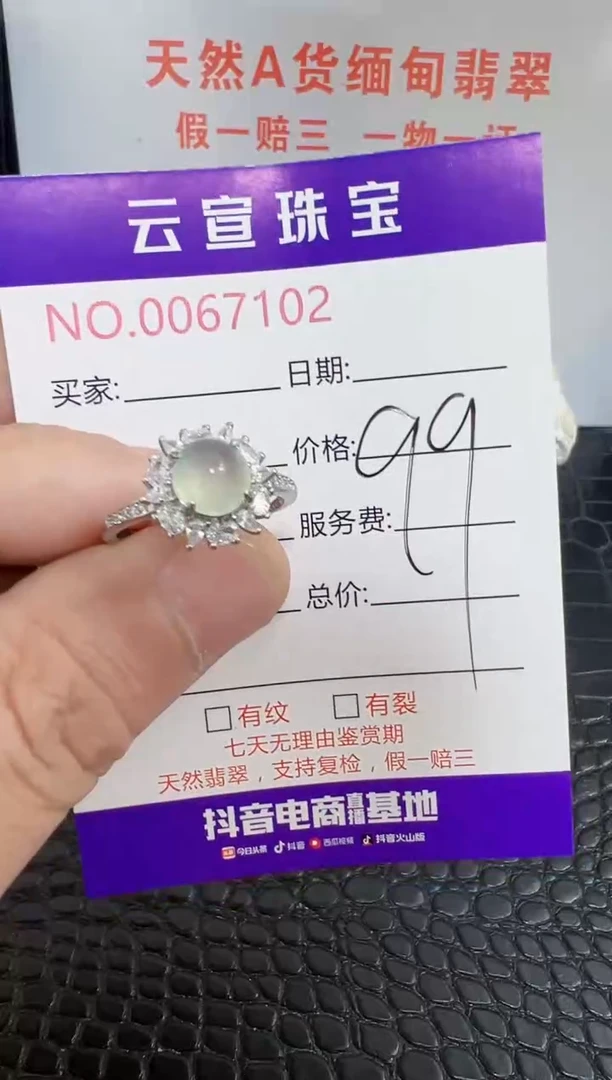 天然A货缅甸翡翠
假一赔三 一物一证
云宣珠宝
NO.0067102
买家: 日期:
价格:99
服务费:
总价:
有纹 有裂
七天无理由鉴赏期
天然翡翠，支持复检，假一赔三
抖音电商直播基地
今日头条 抖音 西瓜视频 抖音火山版